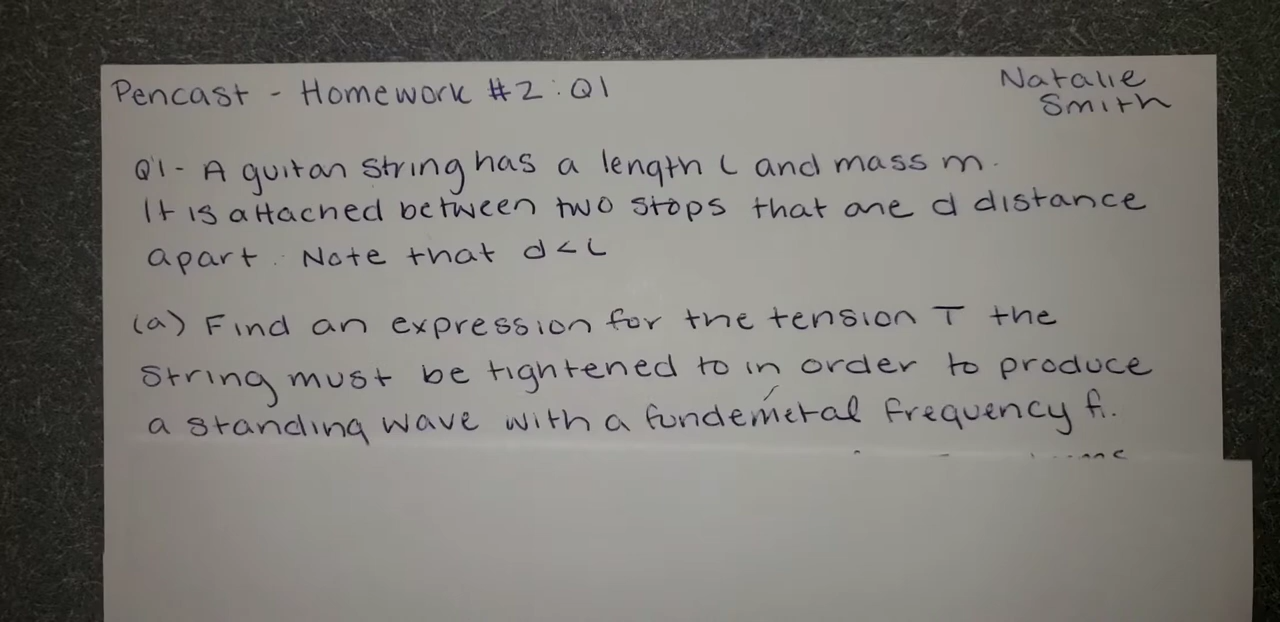 Pencast - Homework #2: Q1
Natalie
Smith
Q1- A guitar string has a length L and mass m.
It is attached between two stops that are d distance
apart. Note that d < L
(a) Find an expression for the tension T the
string must be tightened to in order to produce
a standing wave with a fundemetal frequency f1.